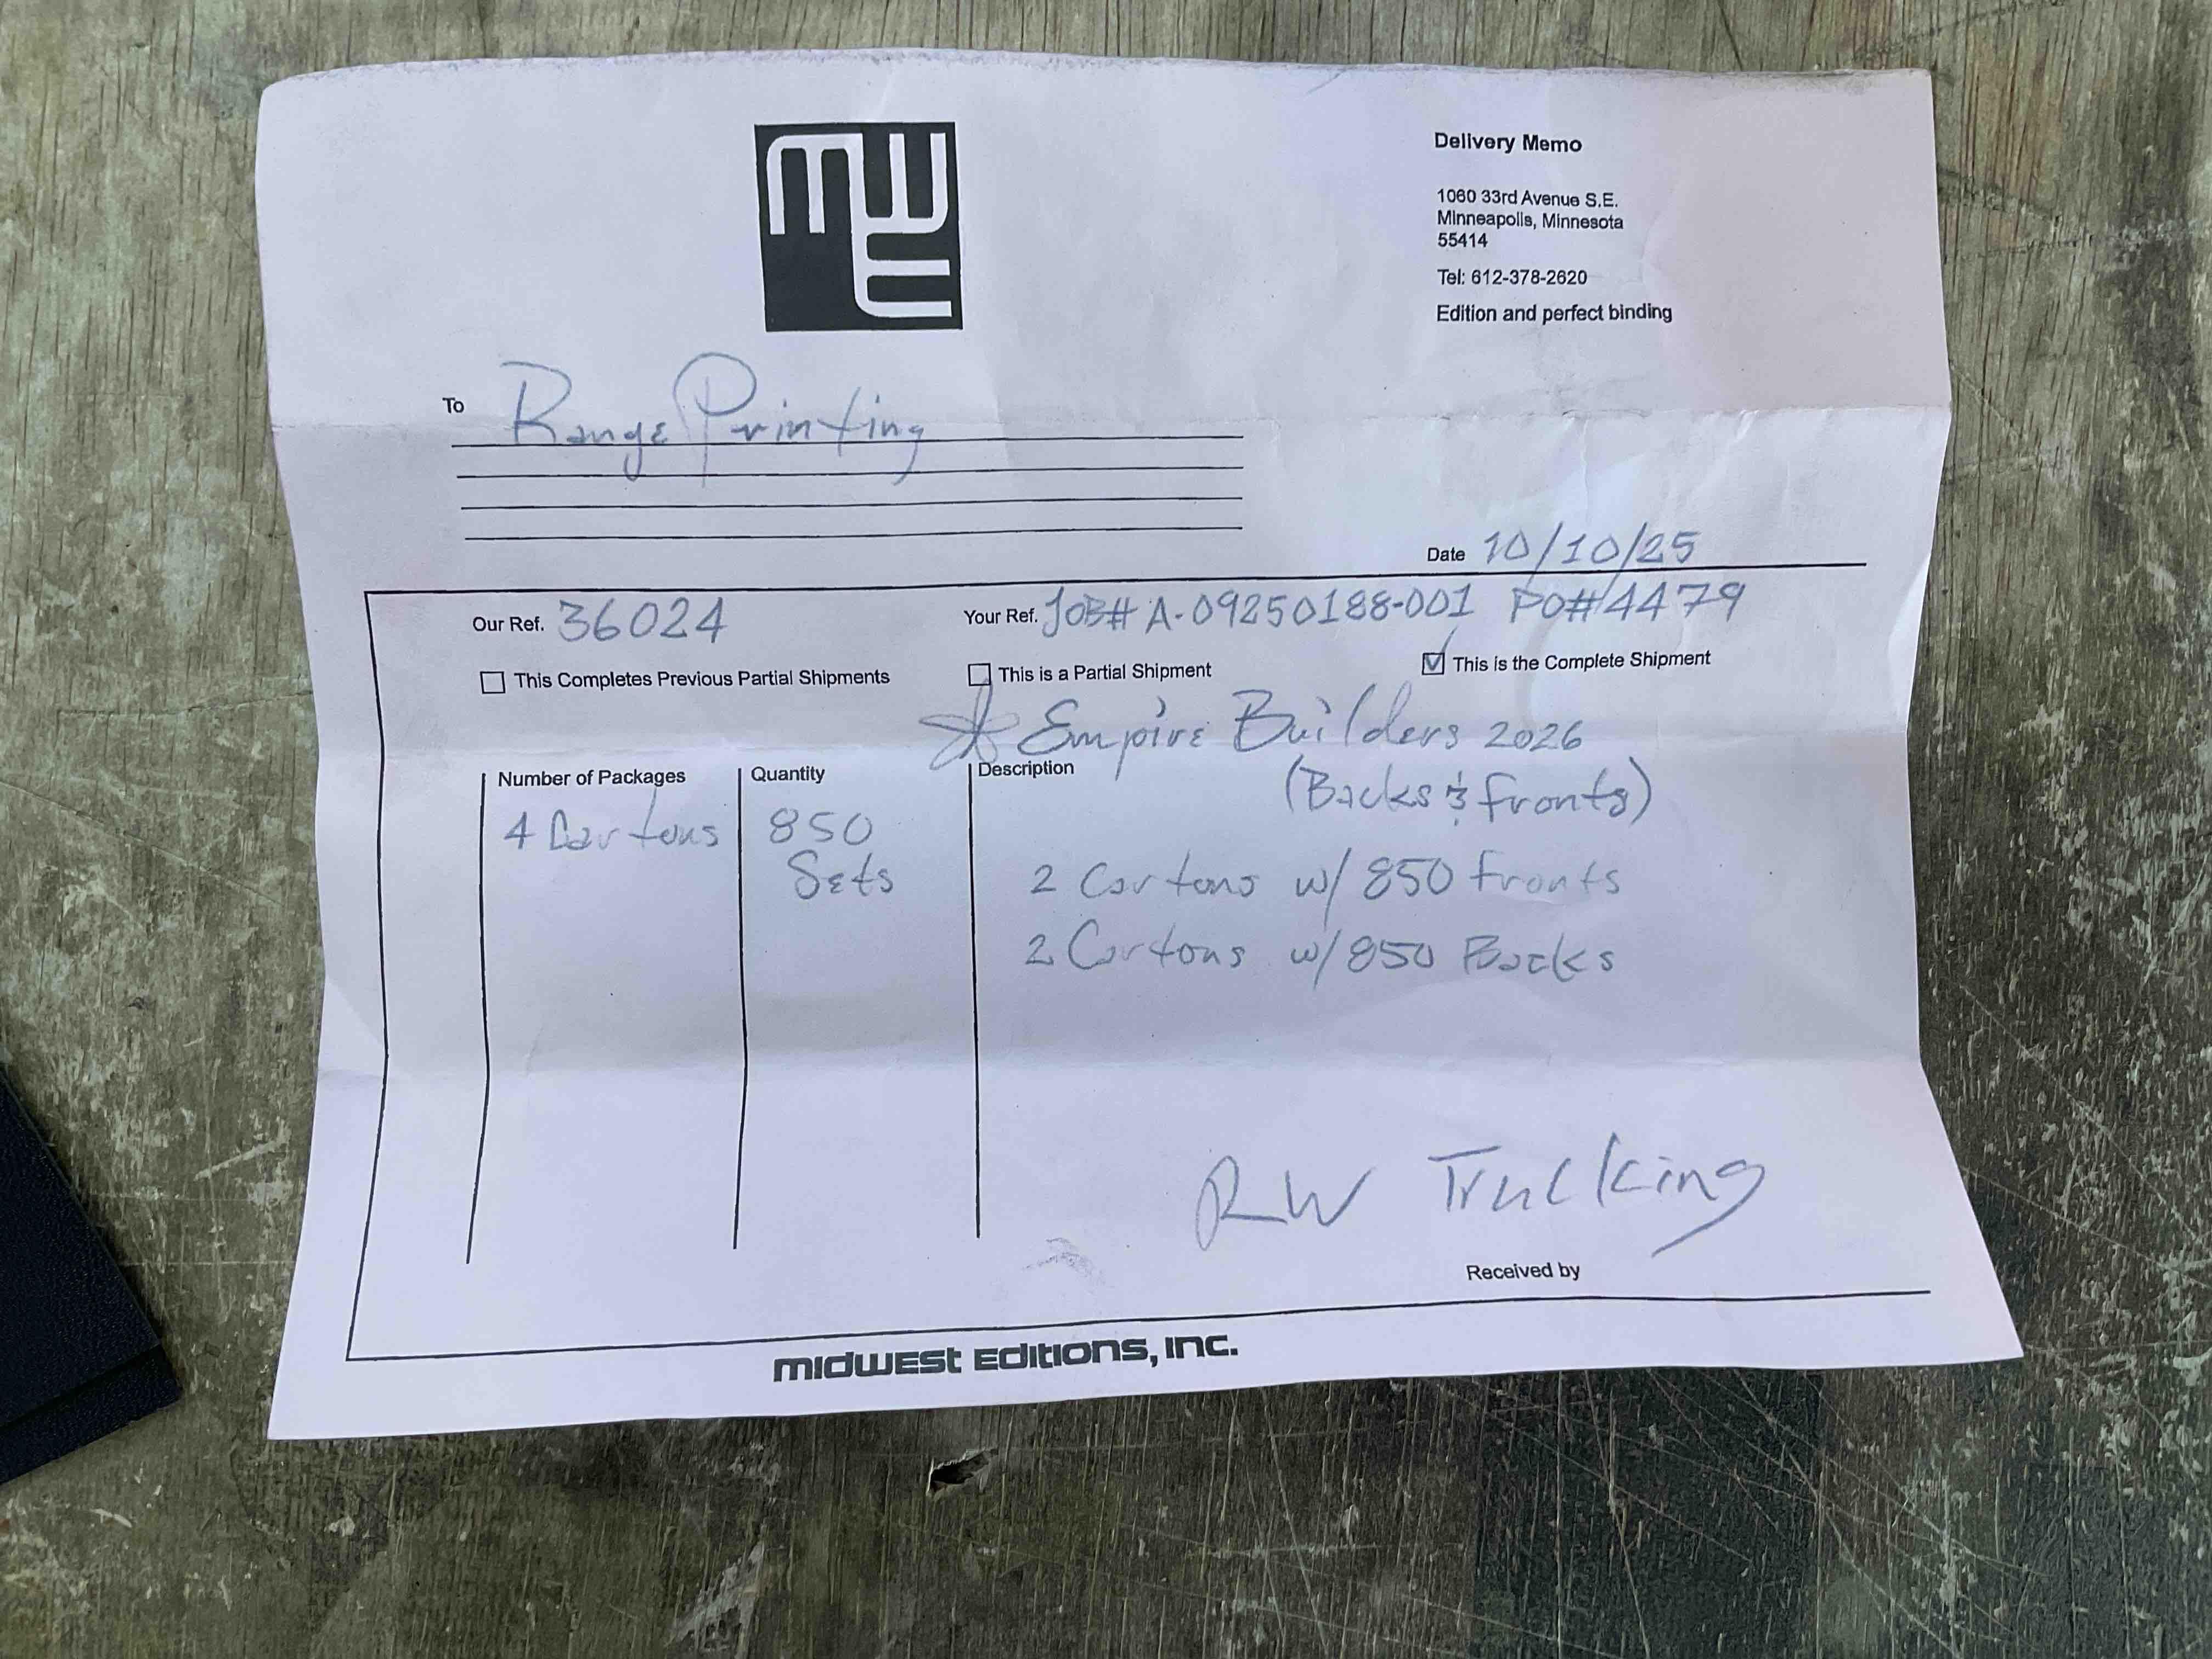 Delivery Memo
1060 33rd Avenue S.E.
Minneapolis, Minnesota
55414
Tel: 612-378-2620
Edition and perfect binding
To Range Printing
Date 10/10/25
Our Ref. 36024 Your Ref. JOB# A-09250188-001 PO#4479
This Completes Previous Partial Shipments This is a Partial Shipment This is the Complete Shipment
Empire Builders 2026
(Backs & Fronts)
Number of Packages Quantity Description
4 Cartons 850
Sets
2 Cartons w/ 850 Fronts
2 Cartons w/ 850 Backs
RW Trucking
Received by
midwest Editions, inc.